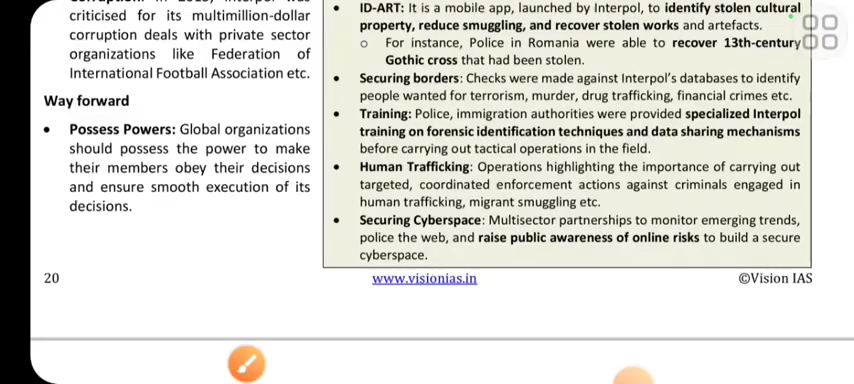 criticised for its multimillion-dollar
corruption deals with private sector
organizations like Federation of
International Football Association etc.
Way forward
• Possess Powers: Global organizations
should possess the power to make
their members obey their decisions
and ensure smooth execution of its
decisions.
• ID-ART: It is a mobile app, launched by Interpol, to identify stolen cultural
property, reduce smuggling, and recover stolen works and artefacts.
o For instance, Police in Romania were able to recover 13th-century
Gothic cross that had been stolen.
• Securing borders: Checks were made against Interpol's databases to identify
people wanted for terrorism, murder, drug trafficking, financial crimes etc.
• Training: Police, immigration authorities were provided specialized Interpol
training on forensic identification techniques and data sharing mechanisms
before carrying out tactical operations in the field.
• Human Trafficking: Operations highlighting the importance of carrying out
targeted, coordinated enforcement actions against criminals engaged in
human trafficking, migrant smuggling etc.
• Securing Cyberspace: Multisector partnerships to monitor emerging trends,
police the web, and raise public awareness of online risks to build a secure
cyberspace.
20
www.visionias.in
©Vision IAS